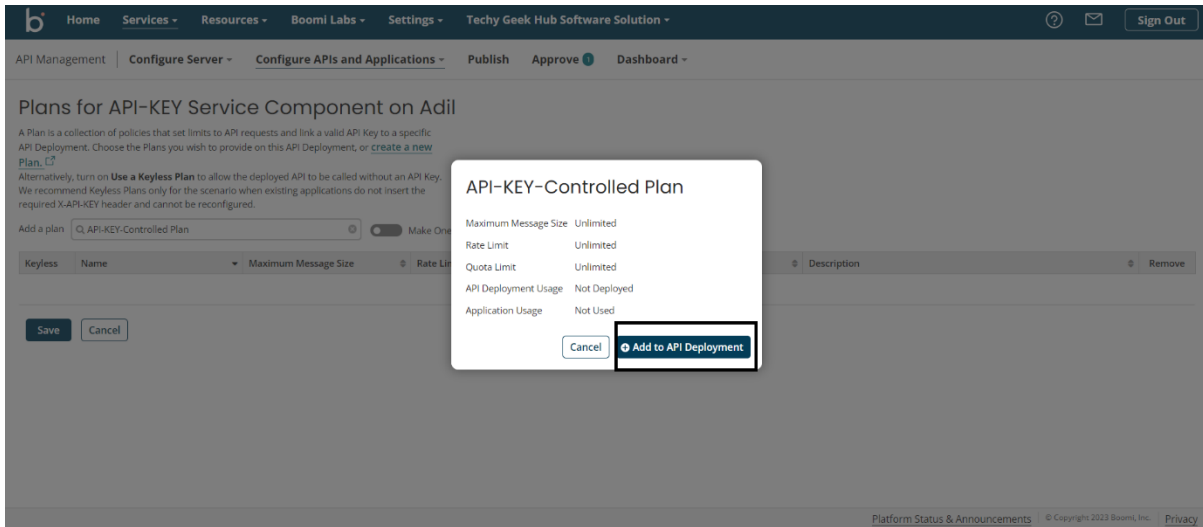 b Home Services Resources Boomi Labs Settings Techy Geek Hub Software Solution Sign Out
API Management Configure Server Configure APIs and Applications Publish Approve 1 Dashboard
Plans for API-KEY Service Component on Adil
A Plan is a collection of policies that set limits to API requests and link a valid API Key to a specific
API Deployment. Choose the Plans you wish to provide on this API Deployment, or create a new
Plan.
Alternatively, turn on Use a Keyless Plan to allow the deployed API to be called without an API Key.
We recommend Keyless Plans only for the scenario when existing applications do not insert the
required X-API-KEY header and cannot be reconfigured.
Add a plan API-KEY-Controlled Plan Make One
Keyless Name Maximum Message Size Rate Lim Description Remove
Save Cancel
API-KEY-Controlled Plan
Maximum Message Size Unlimited
Rate Limit Unlimited
Quota Limit Unlimited
API Deployment Usage Not Deployed
Application Usage Not Used
Cancel Add to API Deployment
Platform Status & Announcements © Copyright 2023 Boomi, Inc. Privacy